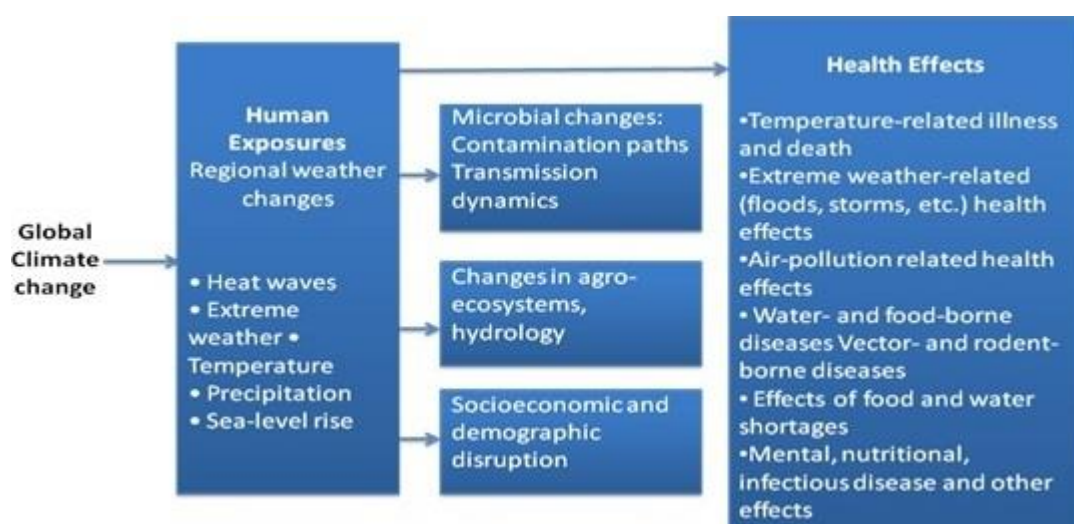 Global
Climate
change
Human
Exposures
Regional weather
changes
• Heat waves
• Extreme
weather •
Temperature
• Precipitation
• Sea-level rise
Microbial changes:
Contamination paths
Transmission
dynamics
Changes in agro-
ecosystems,
hydrology
Socioeconomic and
demographic
disruption
Health Effects
•Temperature-related illness
and death
•Extreme weather-related
(floods, storms, etc.) health
effects
•Air-pollution related health
effects
• Water- and food-borne
diseases Vector- and rodent-
borne diseases
• Effects of food and water
shortages
•Mental, nutritional,
infectious disease and other
effects